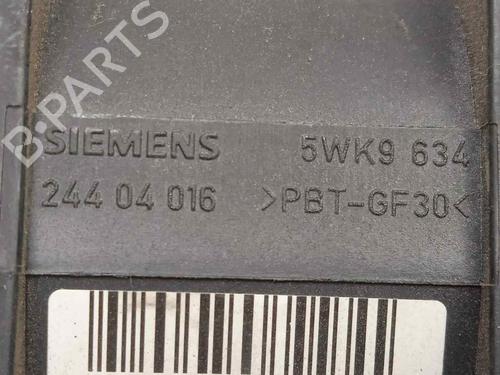 B-PARTS
SIEMENS 5WK9 634
244 04 016 >PBT-GF30<